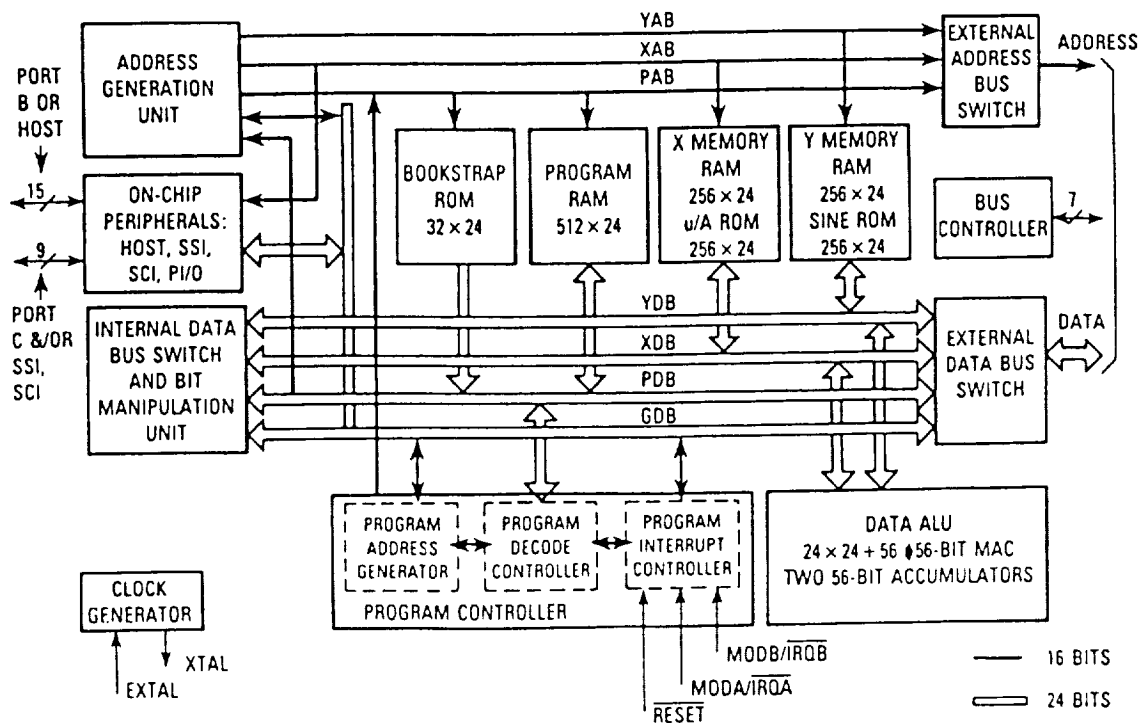 YAB
XAB
PAB
ADDRESS
GENERATION
UNIT
EXTERNAL
ADDRESS
BUS
SWITCH
ADDRESS
PORT
B OR
HOST
15
9
ON-CHIP
PERIPHERALS:
HOST, SSI,
SCI, PI/O
BOOKSTRAP
ROM
32 × 24
PROGRAM
RAM
512 × 24
X MEMORY
RAM
256 × 24
u/A ROM
256 × 24
Y MEMORY
RAM
256 × 24
SINE ROM
256 × 24
BUS
CONTROLLER
7
PORT
C &/OR
SSI,
SCI
INTERNAL DATA
BUS SWITCH
AND BIT
MANIPULATION
UNIT
YDB
XDB
PDB
GDB
EXTERNAL
DATA BUS
SWITCH
DATA
PROGRAM
ADDRESS
GENERATOR
PROGRAM
DECODE
CONTROLLER
PROGRAM
INTERRUPT
CONTROLLER
PROGRAM CONTROLLER
DATA ALU
24 × 24 + 56 56-BIT MAC
TWO 56-BIT ACCUMULATORS
CLOCK
GENERATOR
XTAL
EXTAL
MODB/IRQB
MODA/IRQA
RESET
16 BITS
24 BITS